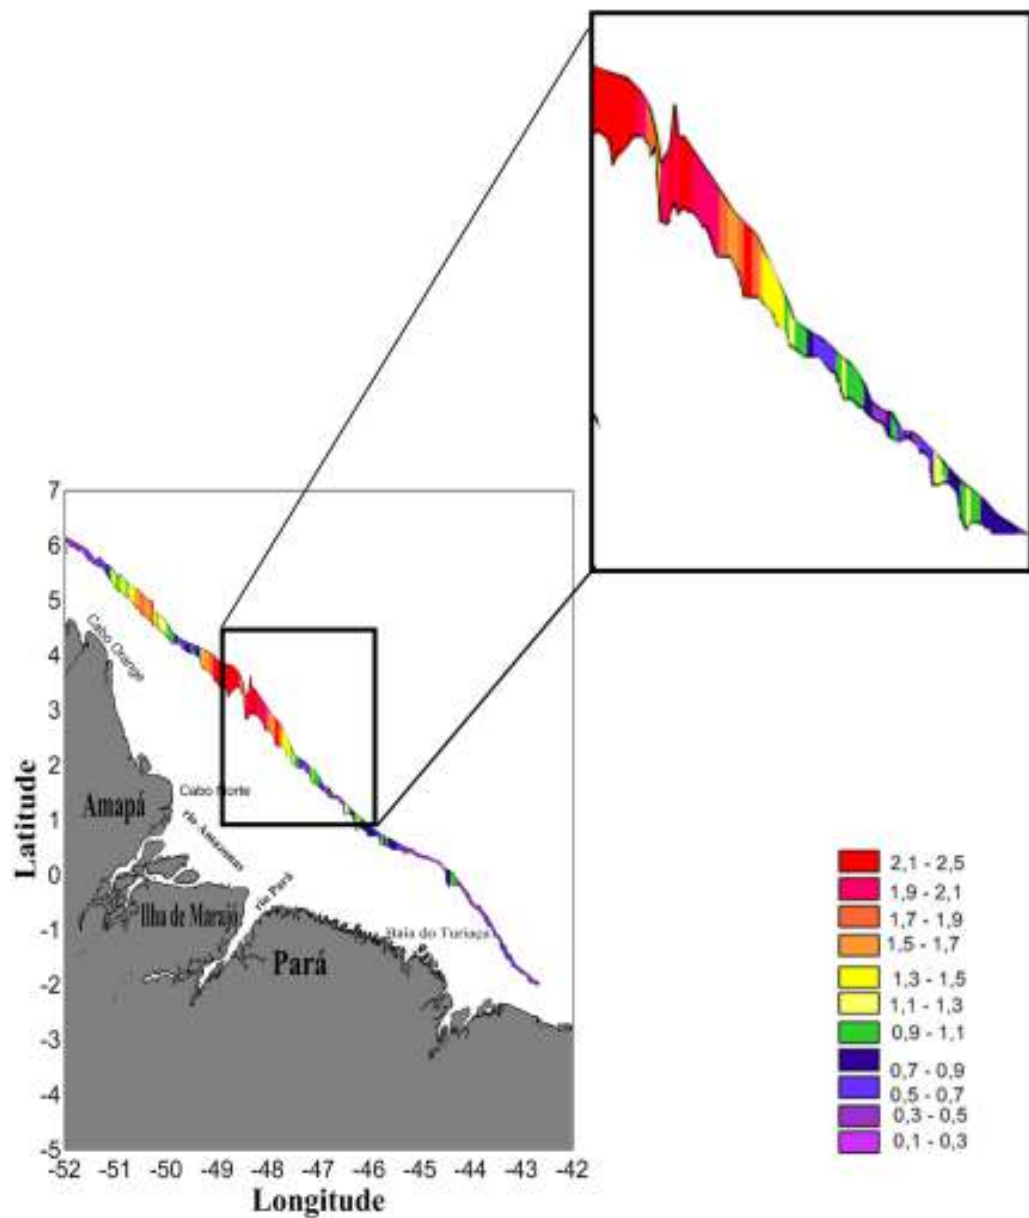 7
6
5
4
3
2
1
0
-1
-2
-3
-4
-5
Latitude
Cabo Orange
Cabo Norte
Amapá
rio Amazonas
Ilha de Marajó
rio Pará
Baía do Turiaçu
Pará
-52 -51 -50 -49 -48 -47 -46 -45 -44 -43 -42
Longitude
2,1 - 2,5
1,9 - 2,1
1,7 - 1,9
1.5 - 1,7
1,3 - 1,5
1,1 - 1,3
0,9 - 1,1
0,7 - 0,9
0,5 - 0,7
0,3 - 0,5
0,1 - 0,3